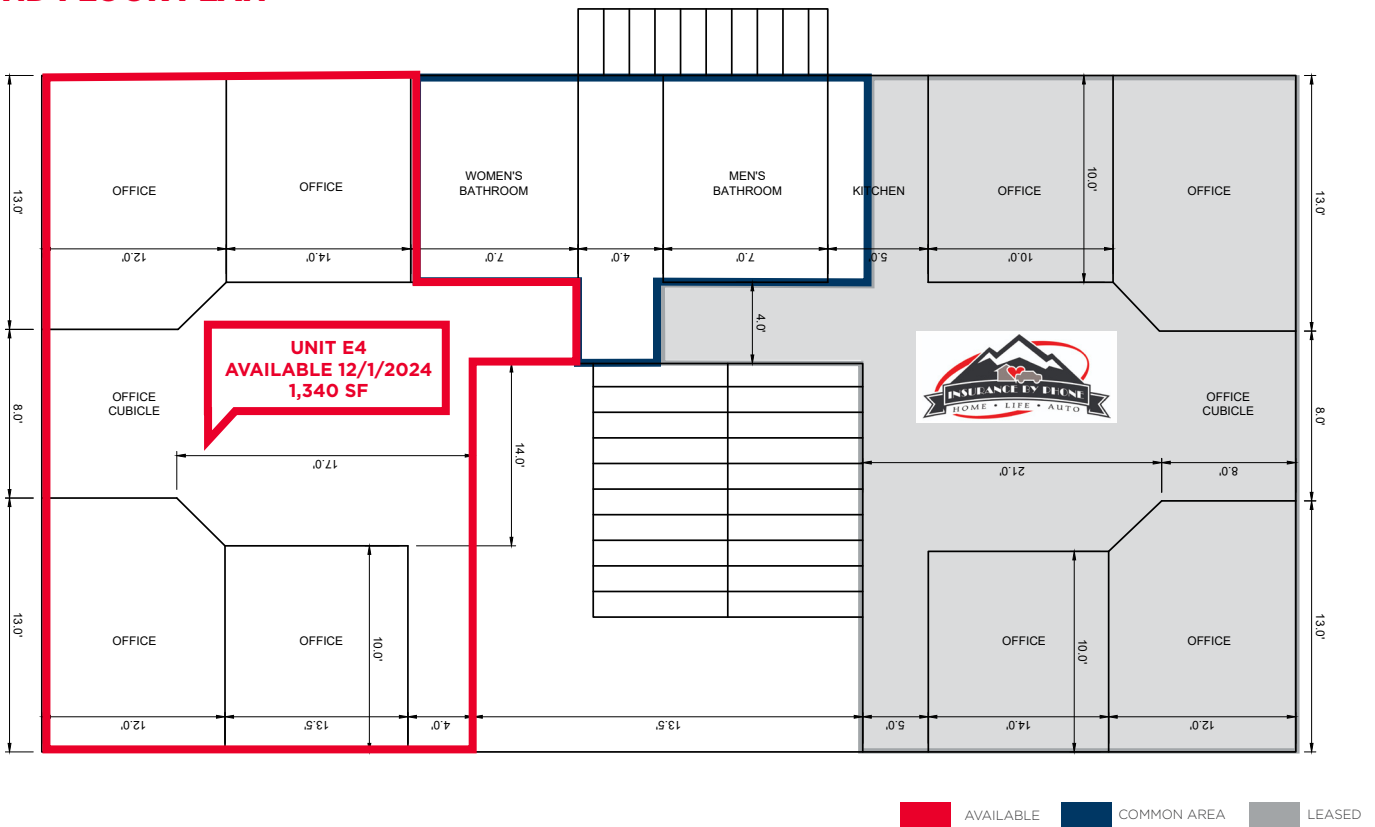 OFFICE
OFFICE
WOMEN'S
BATHROOM
MEN'S
BATHROOM
KITCHEN
OFFICE
10.0'
OFFICE
13.0'
13.0'
12.0'
14.0'
7.0'
4.0'
7.0'
5.0'
10.0'
4.0'
UNIT E4
AVAILABLE 12/1/2024
1,340 SF
INSURANCE BY PHONE
HOME • LIFE • AUTO
OFFICE
CUBICLE
OFFICE
CUBICLE
8.0'
8.0'
17.0'
14.0'
21.0'
8.0'
13.0'
OFFICE
OFFICE
10.0'
OFFICE
10.0'
OFFICE
13.0'
12.0'
13.5'
4.0'
13.5'
5.0'
14.0'
12.0'
AVAILABLE
COMMON AREA
LEASED